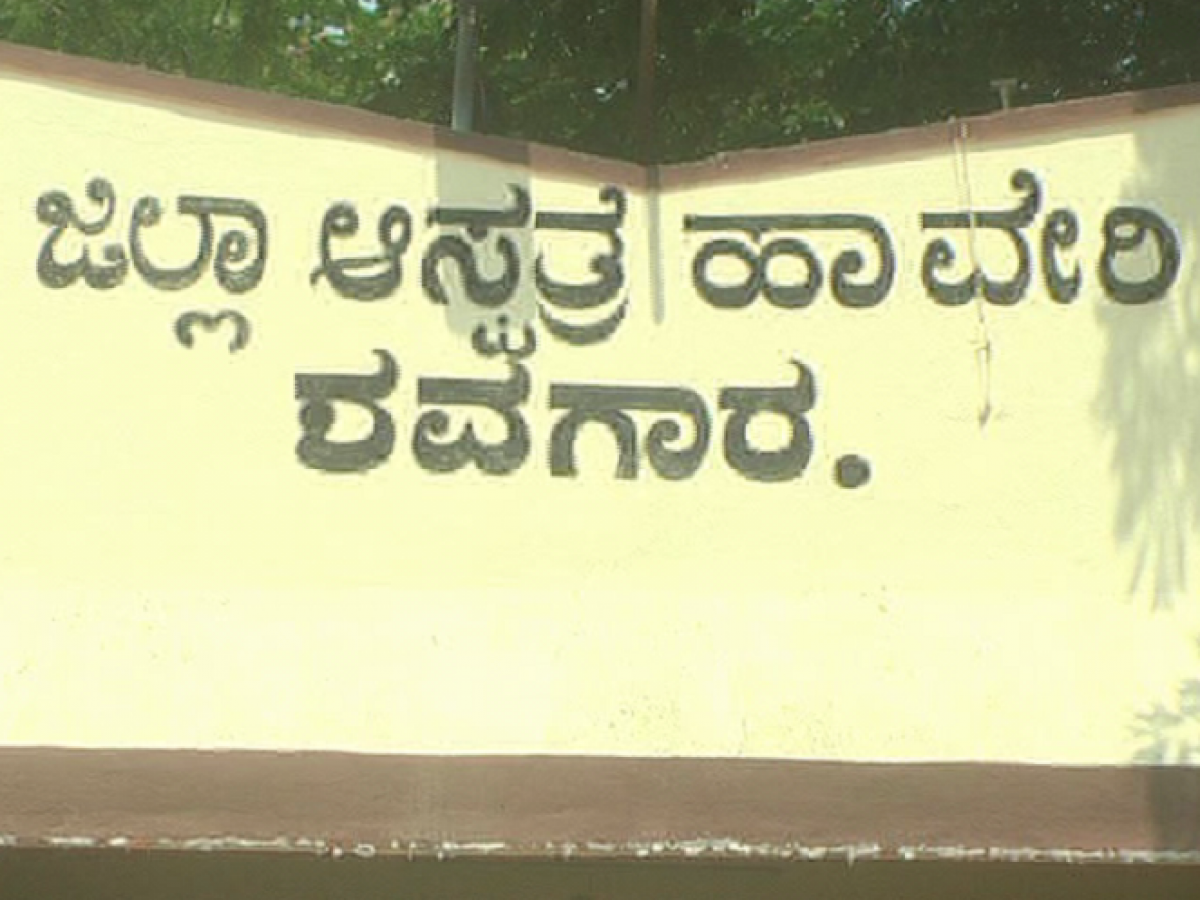 ಜಿಲ್ಲಾ ಆಸ್ಪತ್ರೆ ಹಾವೇರಿ
ಶವಗಾರ.